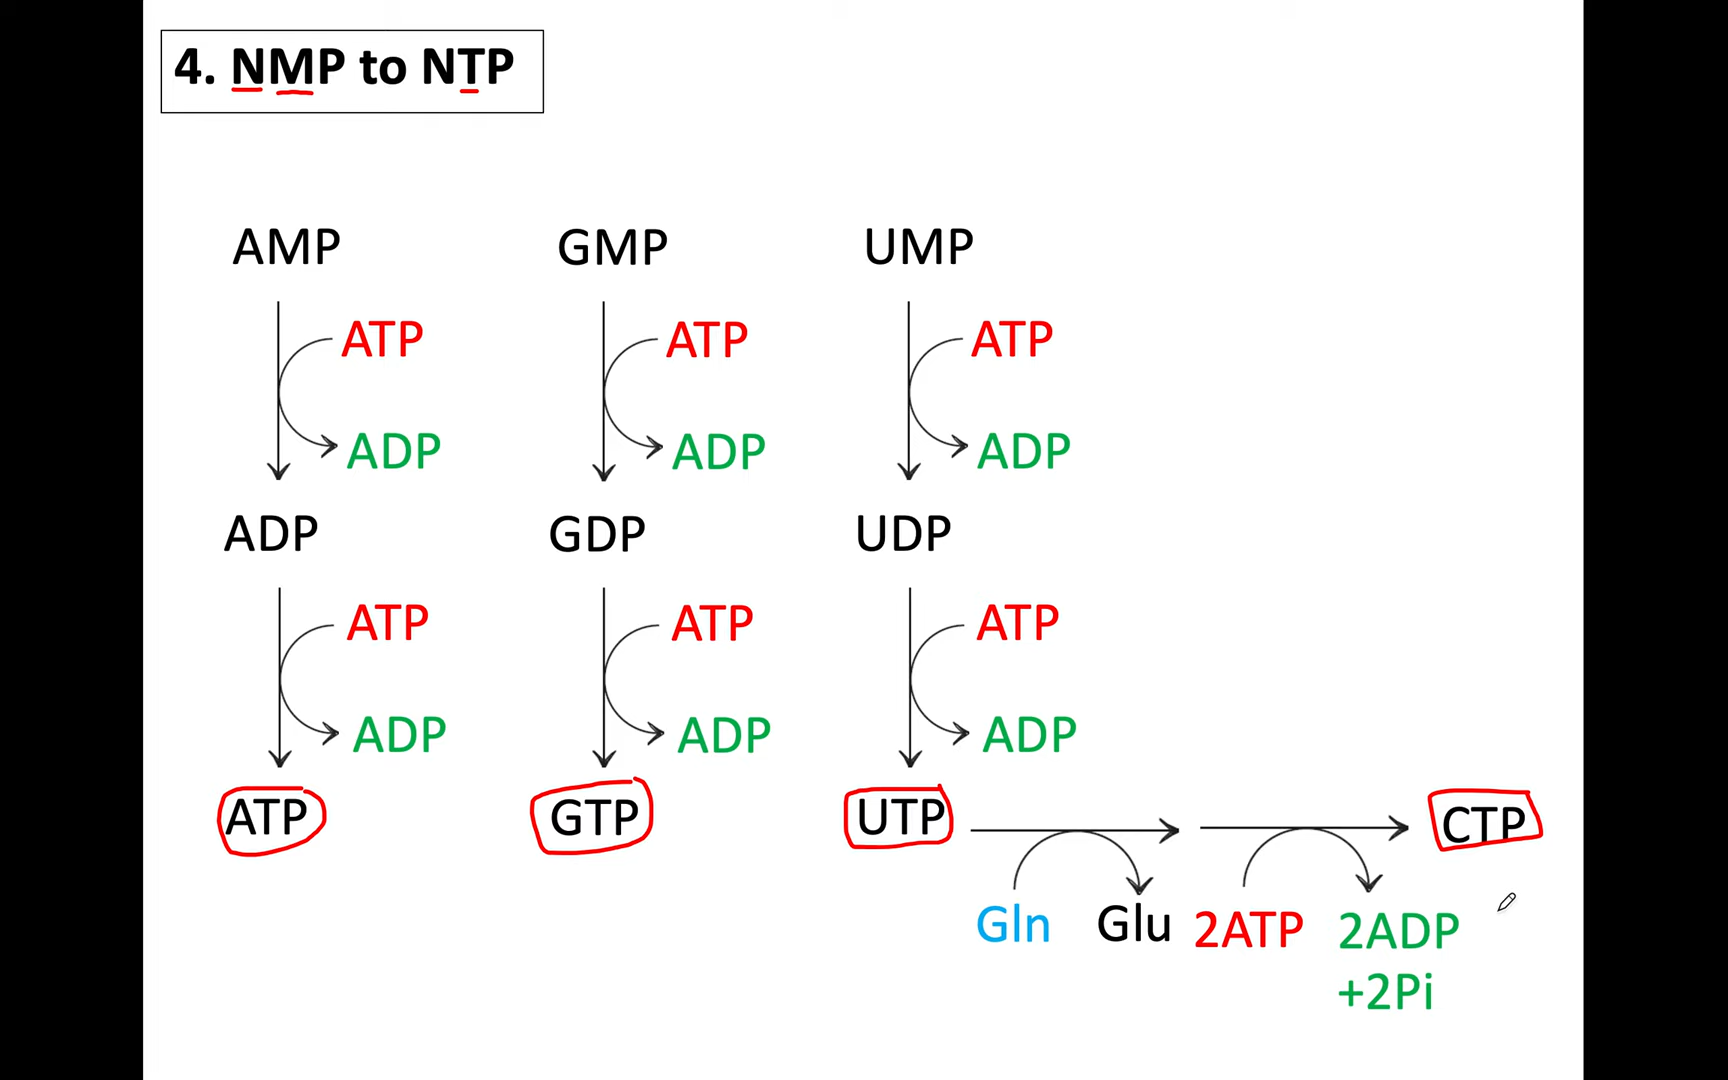 4. NMP to NTP
AMP GMP UMP
ATP ATP ATP
ADP ADP ADP
ADP GDP UDP
ATP ATP ATP
ADP ADP ADP
ATP GTP UTP CTP
Gln Glu 2ATP 2ADP
+2Pi